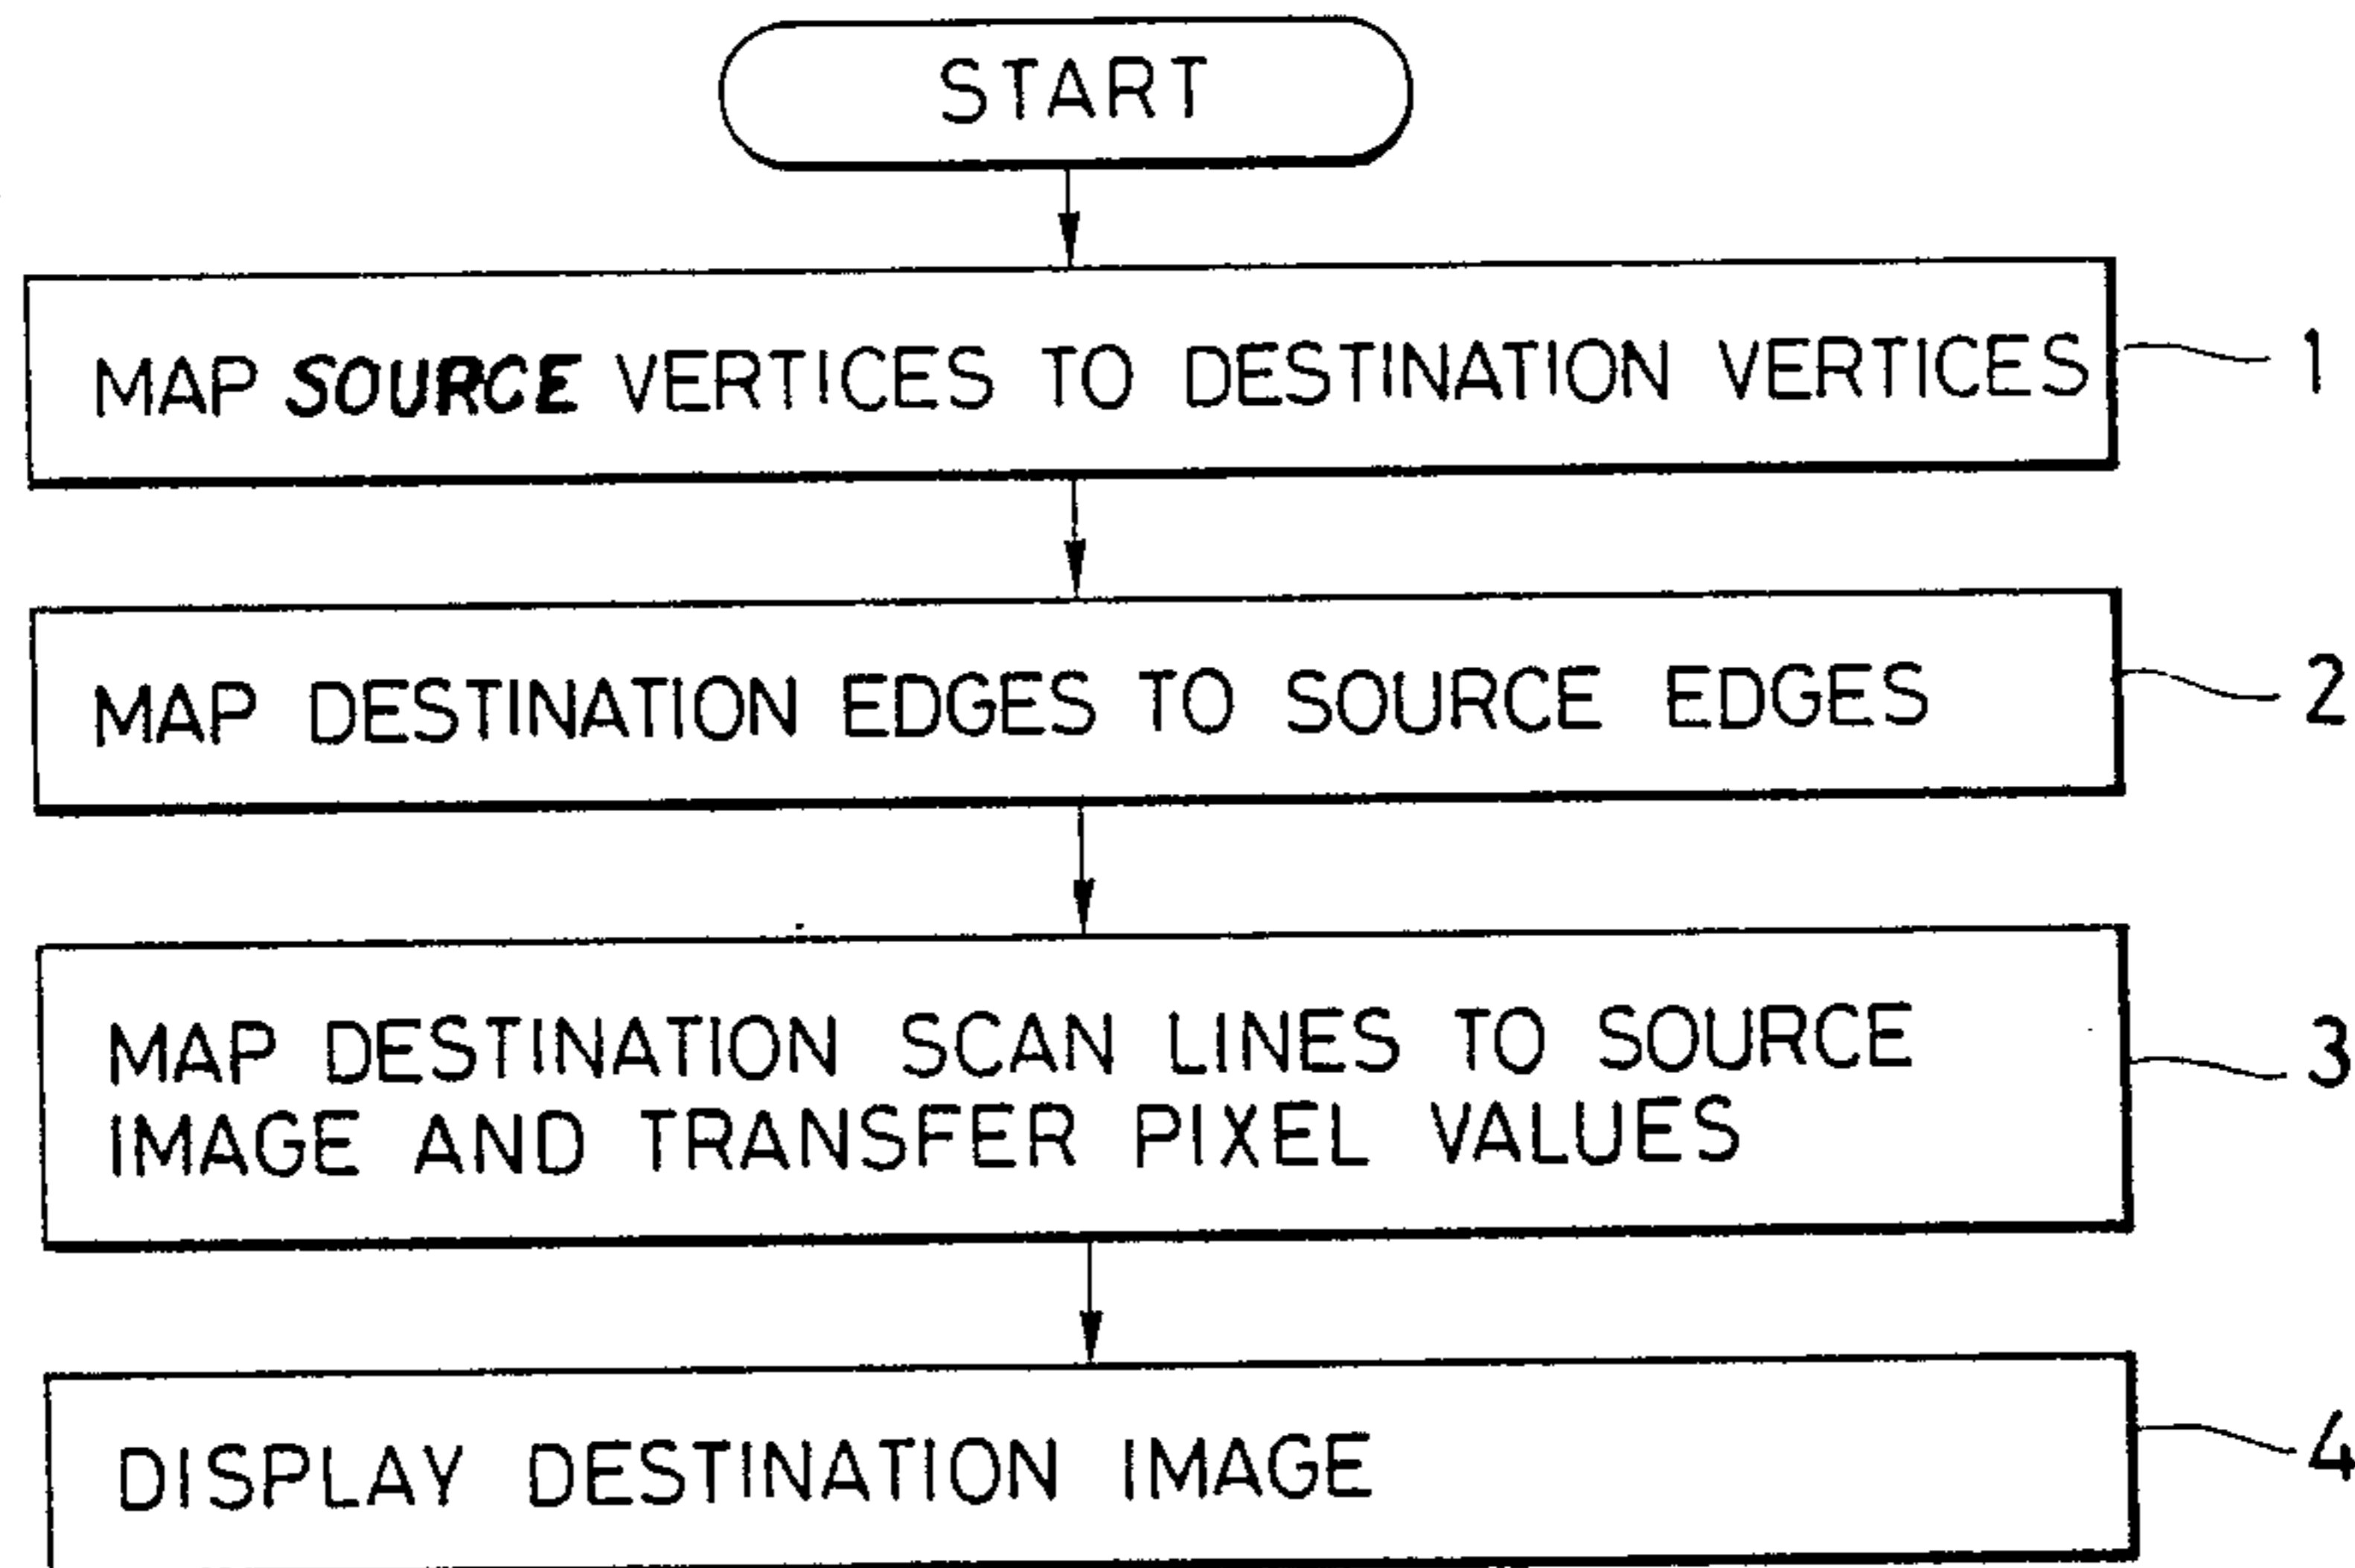 START
MAP SOURCE VERTICES TO DESTINATION VERTICES
1
MAP DESTINATION EDGES TO SOURCE EDGES
2
MAP DESTINATION SCAN LINES TO SOURCE
IMAGE AND TRANSFER PIXEL VALUES
3
DISPLAY DESTINATION IMAGE
4